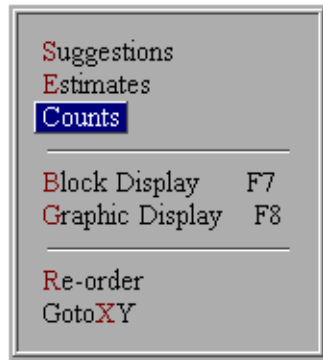 Suggestions
Estimates
Counts
Block Display F7
Graphic Display F8
Re-order
GotoXY